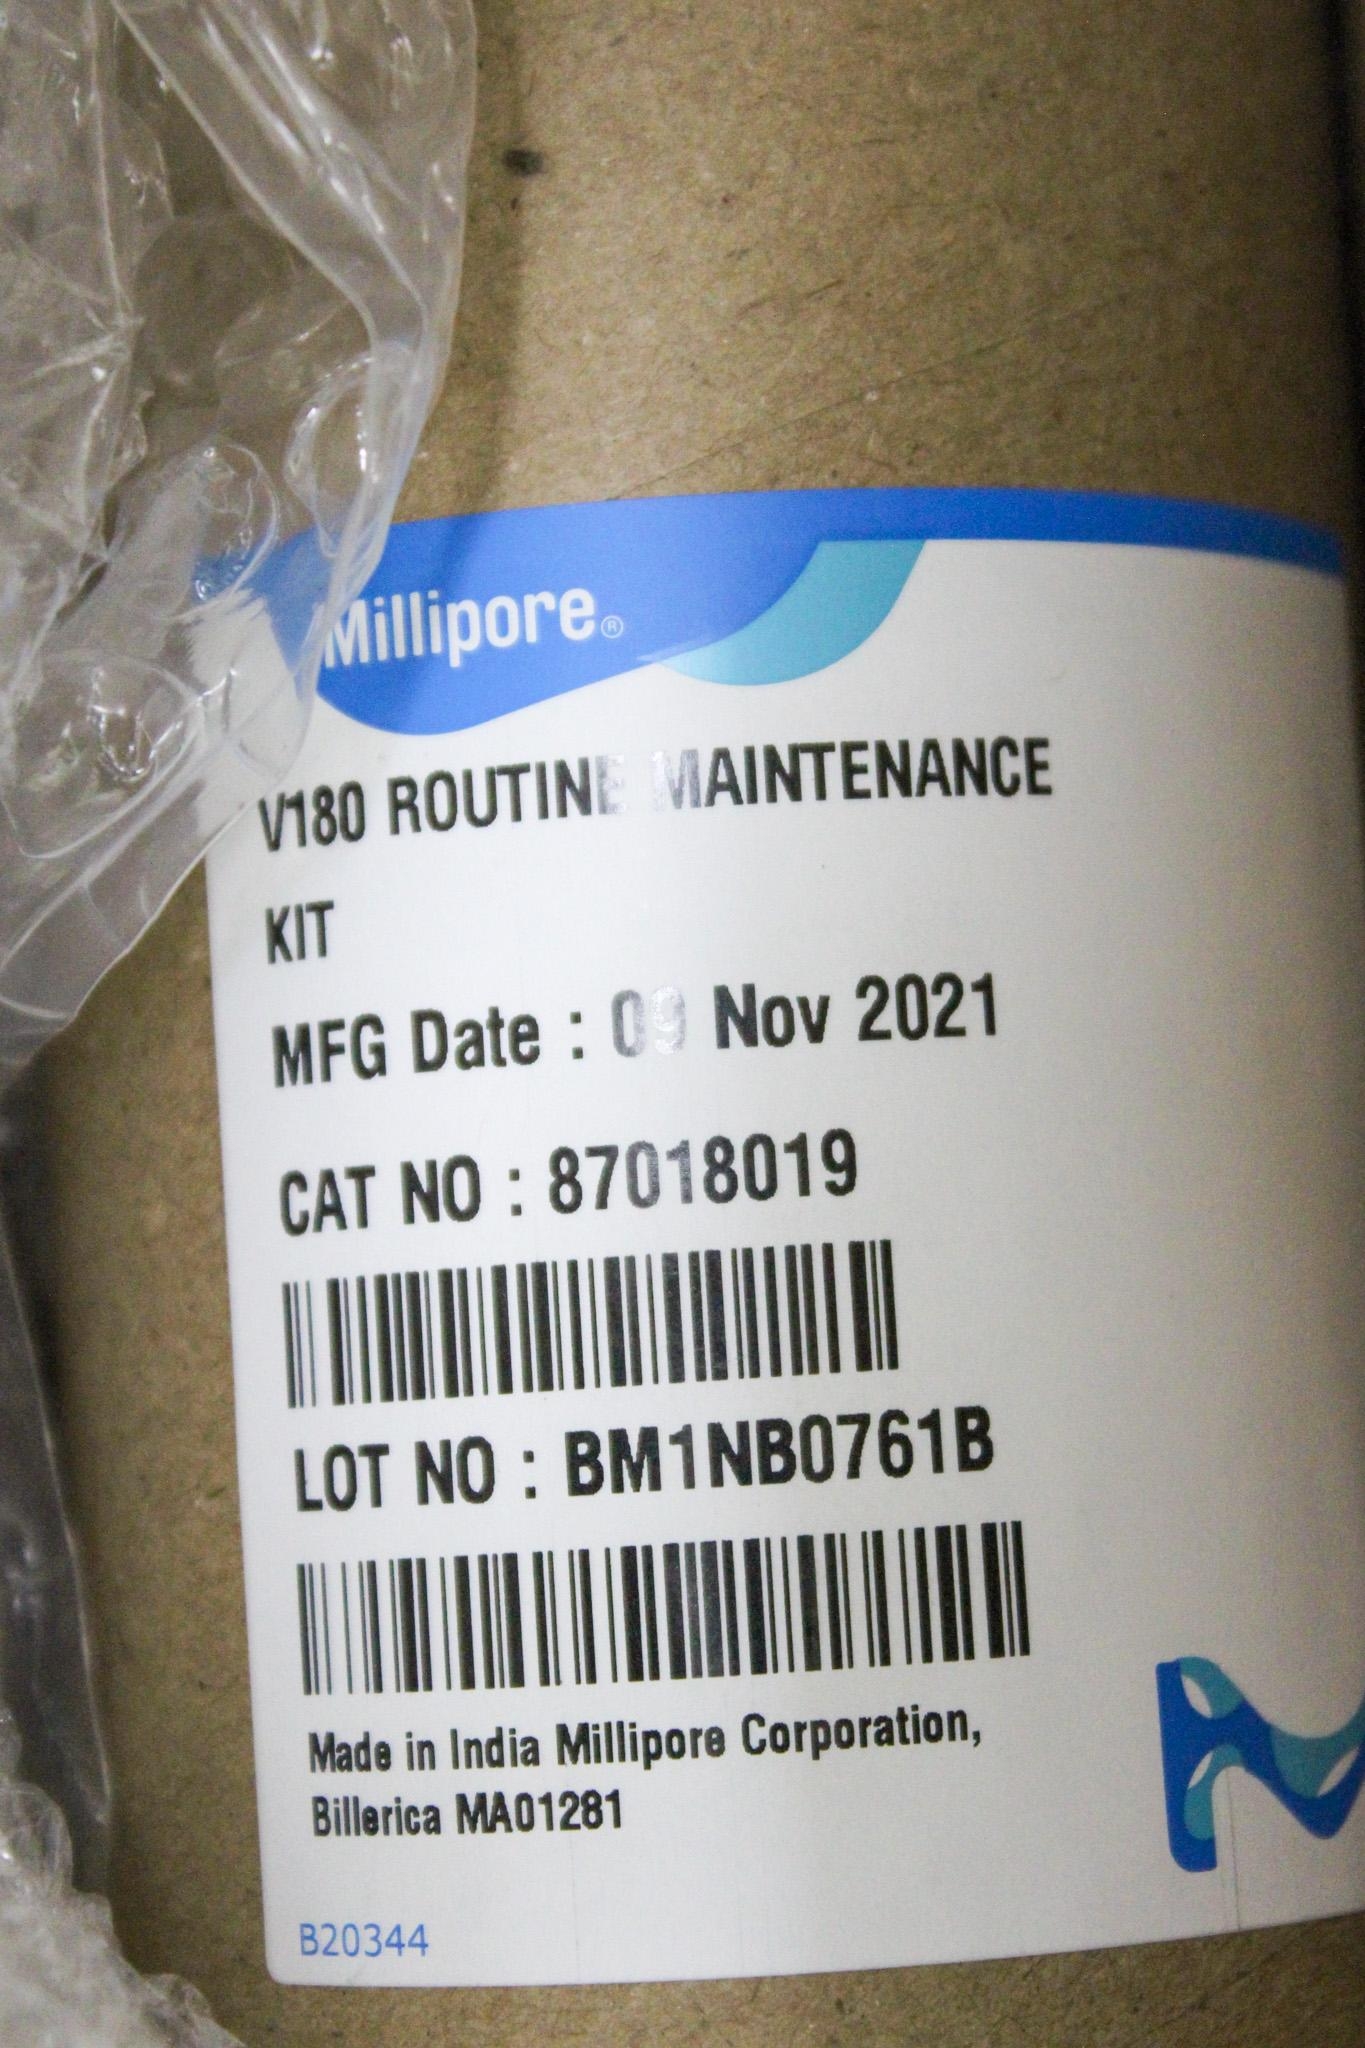 Millipore®
V180 ROUTINE MAINTENANCE
KIT
MFG Date : 09 Nov 2021
CAT NO : 87018019
LOT NO : BM1NB0761B
Made in India Millipore Corporation,
Billerica MA01281
B20344